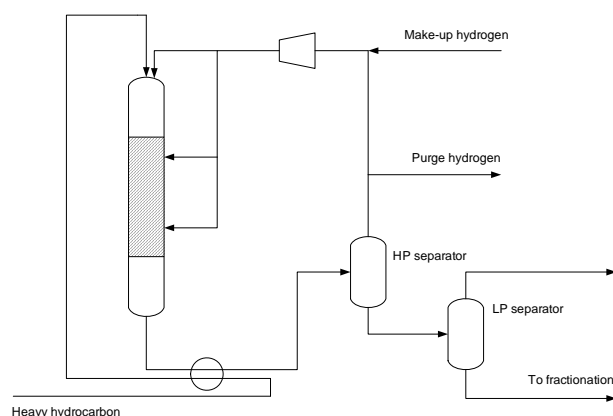 Make-up hydrogen
Purge hydrogen
HP separator
LP separator
To fractionation
Heavy hydrocarbon